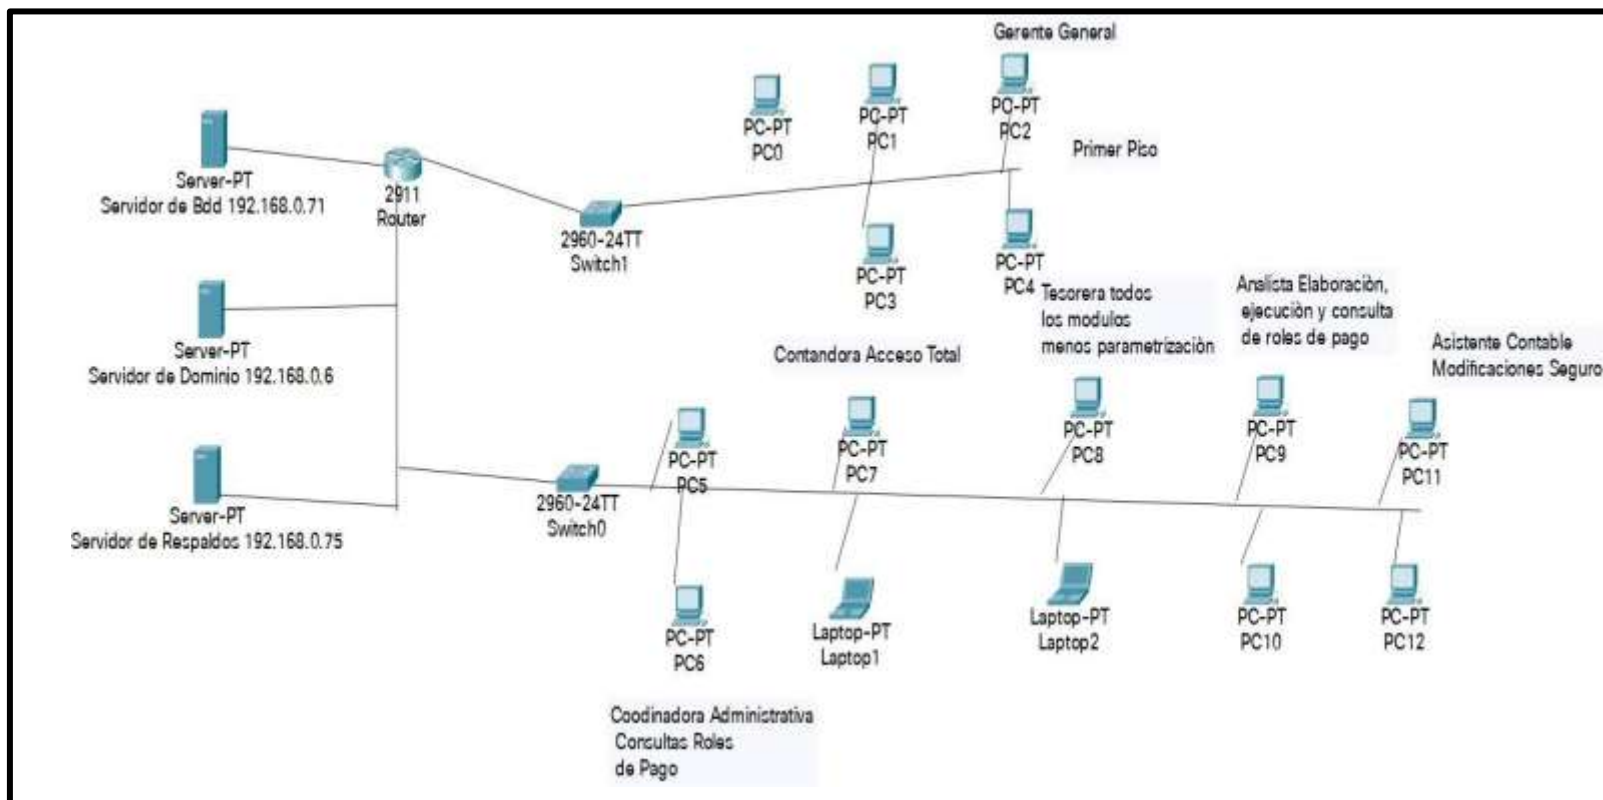 Gerente General
PC-PT
PC0
PC-PT
PC1
PC-PT
PC2
Primer Piso
Server-PT
Servidor de Bdd 192.168.0.71
2911
Router
2960-24TT
Switch1
PC-PT
PC3
PC-PT
PC4
Server-PT
Servidor de Dominio 192.168.0.6
Contandora Acceso Total
Tesorera todos
los modulos
menos parametrizaciòn
Analista Elaboraciòn,
ejecuciòn y consulta
de roles de pago
Asistente Contable
Modificaciones Seguro
PC-PT
PC5
PC-PT
PC7
PC-PT
PC8
PC-PT
PC9
PC-PT
PC11
Server-PT
Servidor de Respaldos 192.168.0.75
2960-24TT
Switch0
PC-PT
PC6
Laptop-PT
Laptop1
Laptop-PT
Laptop2
PC-PT
PC10
PC-PT
PC12
Coodinadora Administrativa
Consultas Roles
de Pago